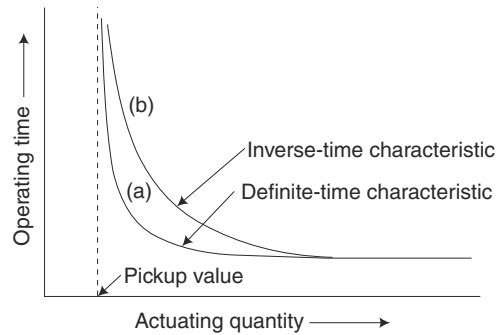 Operating time
(b)
Inverse-time characteristic
(a)
Definite-time characteristic
Pickup value
Actuating quantity